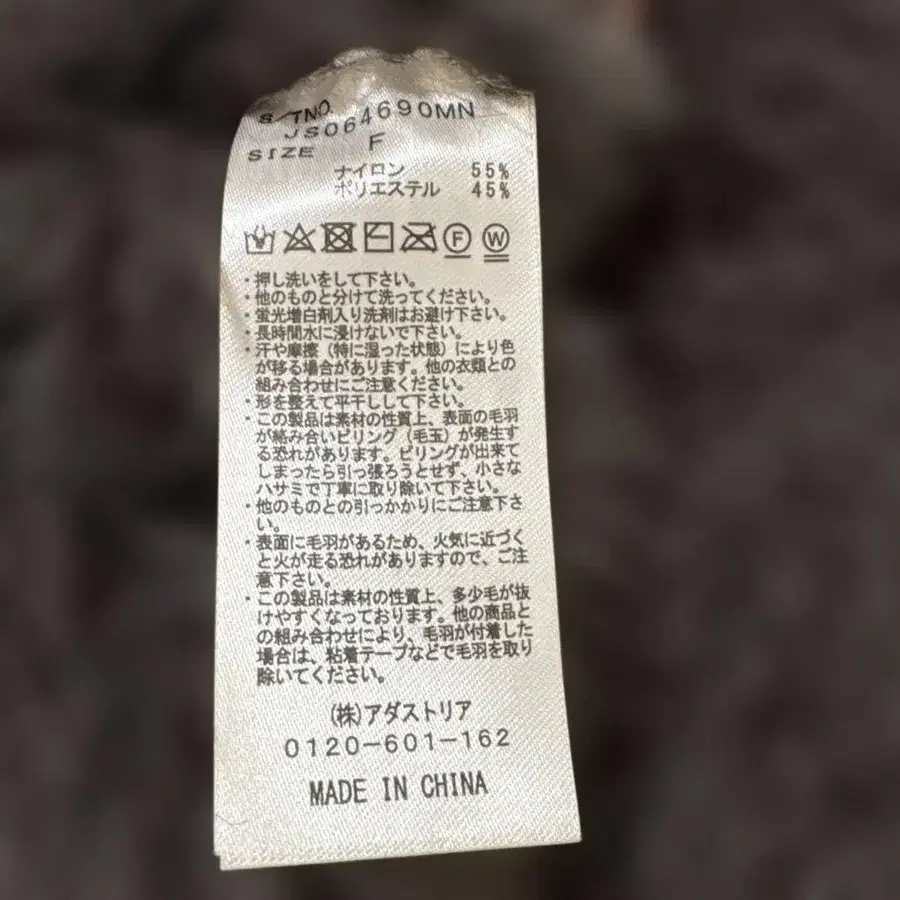 S/TNO.
JS064690MN
SIZE F
ナイロン 55%
ポリエステル 45%
F W
・押し洗いをして下さい。
・他のものと分けて洗ってください。
・蛍光増白剤入り洗剤はお避け下さい。
・長時間水に浸けないで下さい。
・汗や摩擦（特に湿った状態）により色
が移る場合があります。他の衣類との
組み合わせにご注意ください。
・形を整えて平干しして下さい。
・この製品は素材の性質上、表面の毛羽
が絡み合いピリング（毛玉）が発生す
る恐れがあります。ピリングが出来て
しまったら引っ張ろうとせず、小さな
ハサミで丁寧に取り除いて下さい。
・他のものとの引っかかりにご注意下さ
い。
・表面に毛羽があるため、火気に近づく
と火が走る恐れがありますので、ご注
意下さい。
・この製品は素材の性質上、多少毛が抜
けやすくなっております。他の商品と
の組み合わせにより、毛羽が付着した
場合は、粘着テープなどで毛羽を取り
除いてください。
(株)アダストリア
0120-601-162
MADE IN CHINA